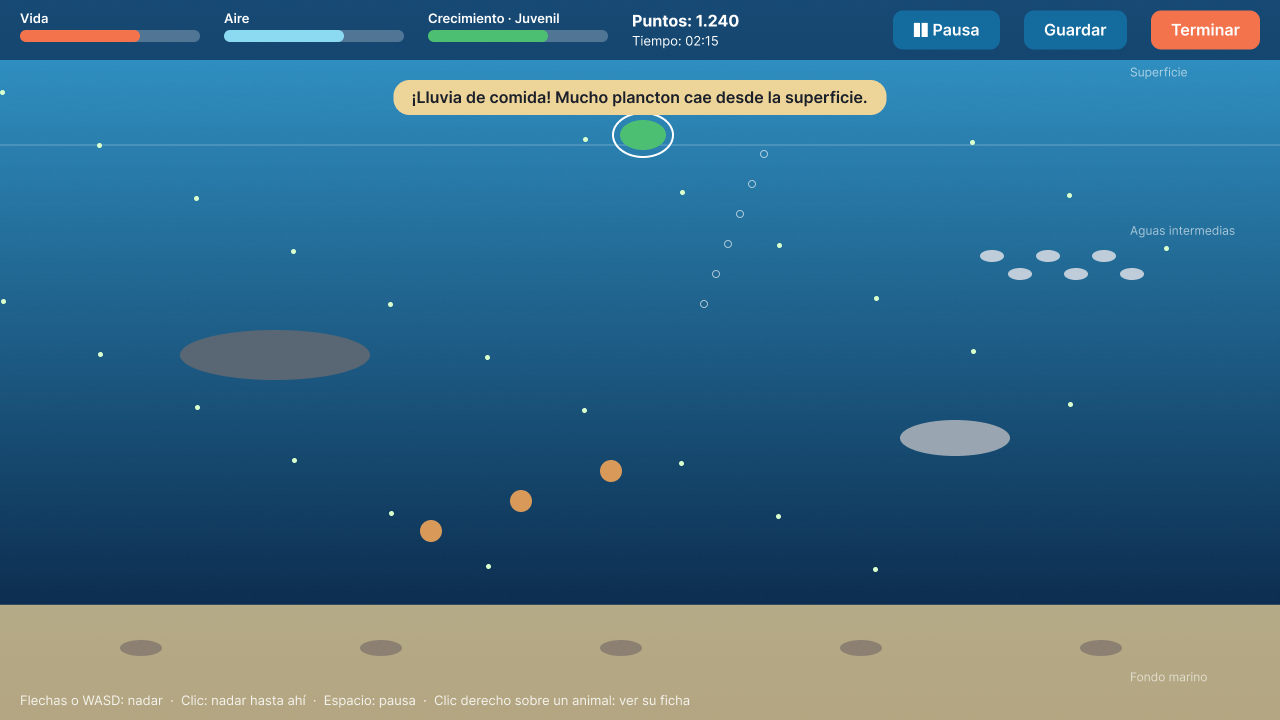 Vida
Aire
Crecimiento · Juvenil
Puntos: 1.240
Tiempo: 02:15
Pausa
Guardar
Terminar
Superficie
¡Lluvia de comida! Mucho plancton cae desde la superficie.
Aguas intermedias
Fondo marino
Flechas o WASD: nadar · Clic: nadar hasta ahí · Espacio: pausa · Clic derecho sobre un animal: ver su ficha